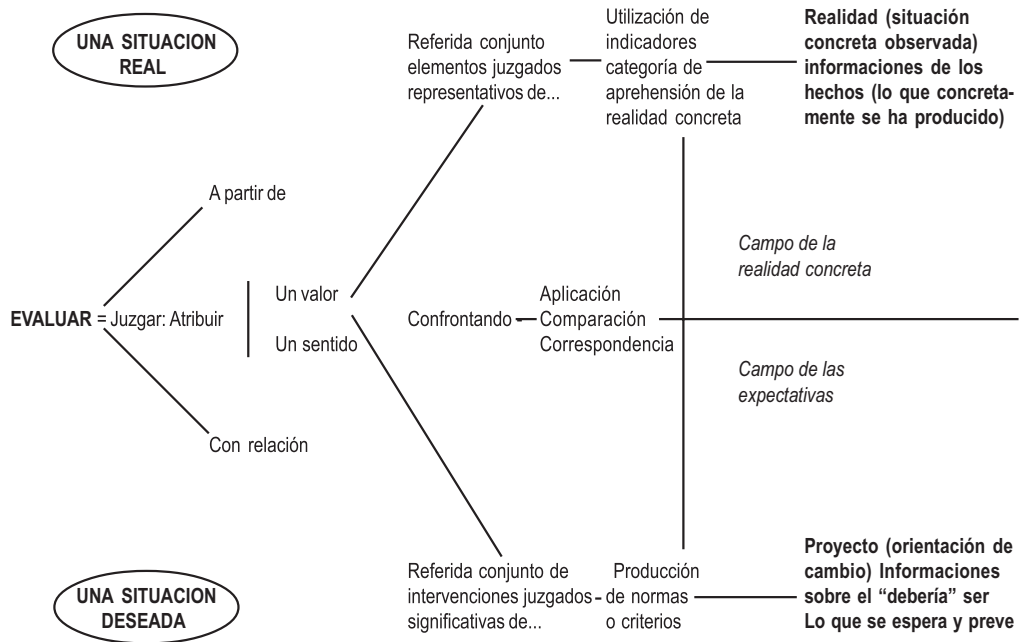 UNA SITUACION
REAL
Referida conjunto
elementos juzgados
representativos de...
Utilización de
indicadores
categoría de
aprehensión de la
realidad concreta
Realidad (situación
concreta observada)
informaciones de los
hechos (lo que concreta-
mente se ha producido)
A partir de
Campo de la
realidad concreta
EVALUAR = Juzgar: Atribuir
Un valor
Un sentido
Confrontando
Aplicación
Comparación
Correspondencia
Campo de las
expectativas
Con relación
UNA SITUACION
DESEADA
Referida conjunto de
intervenciones juzgados
significativas de...
Producción
de normas
o criterios
Proyecto (orientación de
cambio) Informaciones
sobre el “debería” ser
Lo que se espera y preve